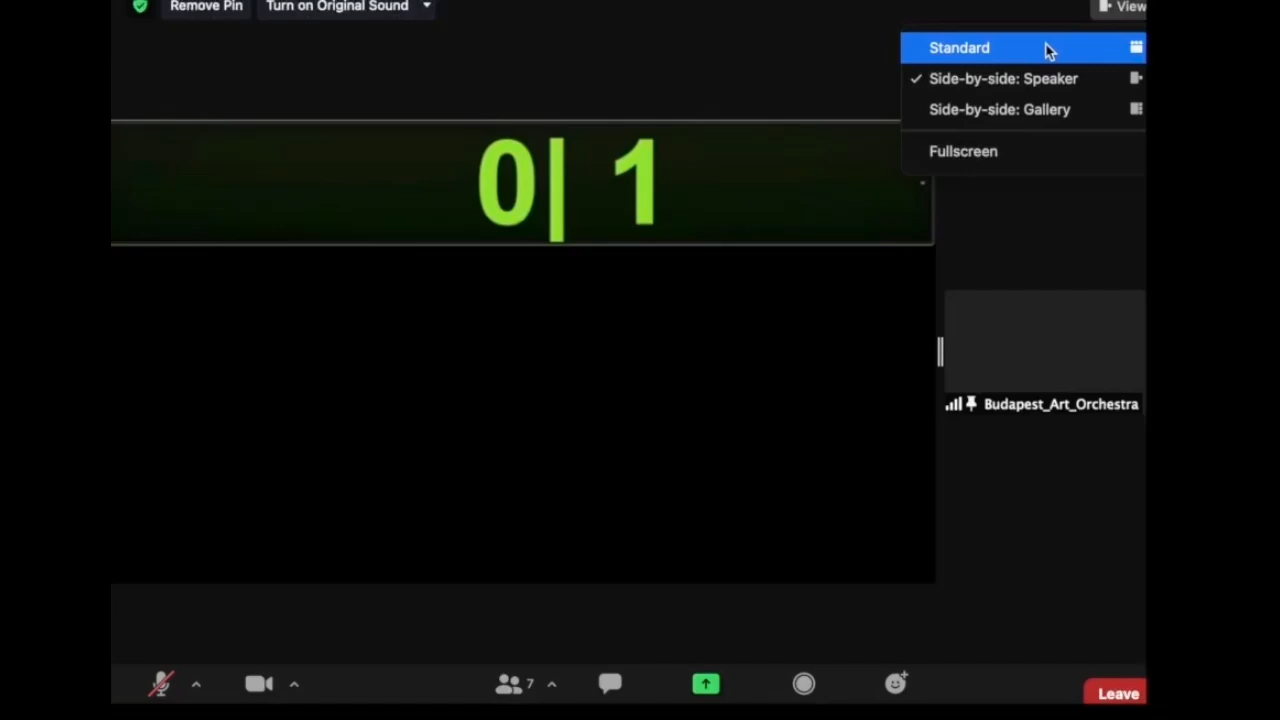 Remove Pin Turn on Original Sound View
Standard
Side-by-side: Speaker
Side-by-side: Gallery
Fullscreen
0| 1
Budapest_Art_Orchestra
7
Leave